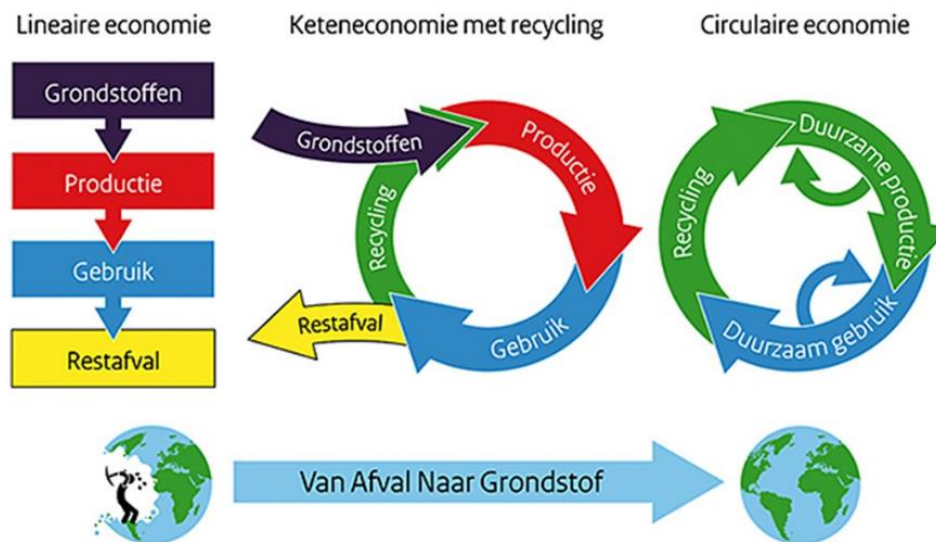 Lineaire economie
Grondstoffen
Productie
Gebruik
Restafval
Keteneconomie met recycling
Grondstoffen
Productie
Recycling
Restafval
Gebruik
Circulaire economie
Duurzame productie
Recycling
Duurzaam gebruik
Van Afval Naar Grondstof